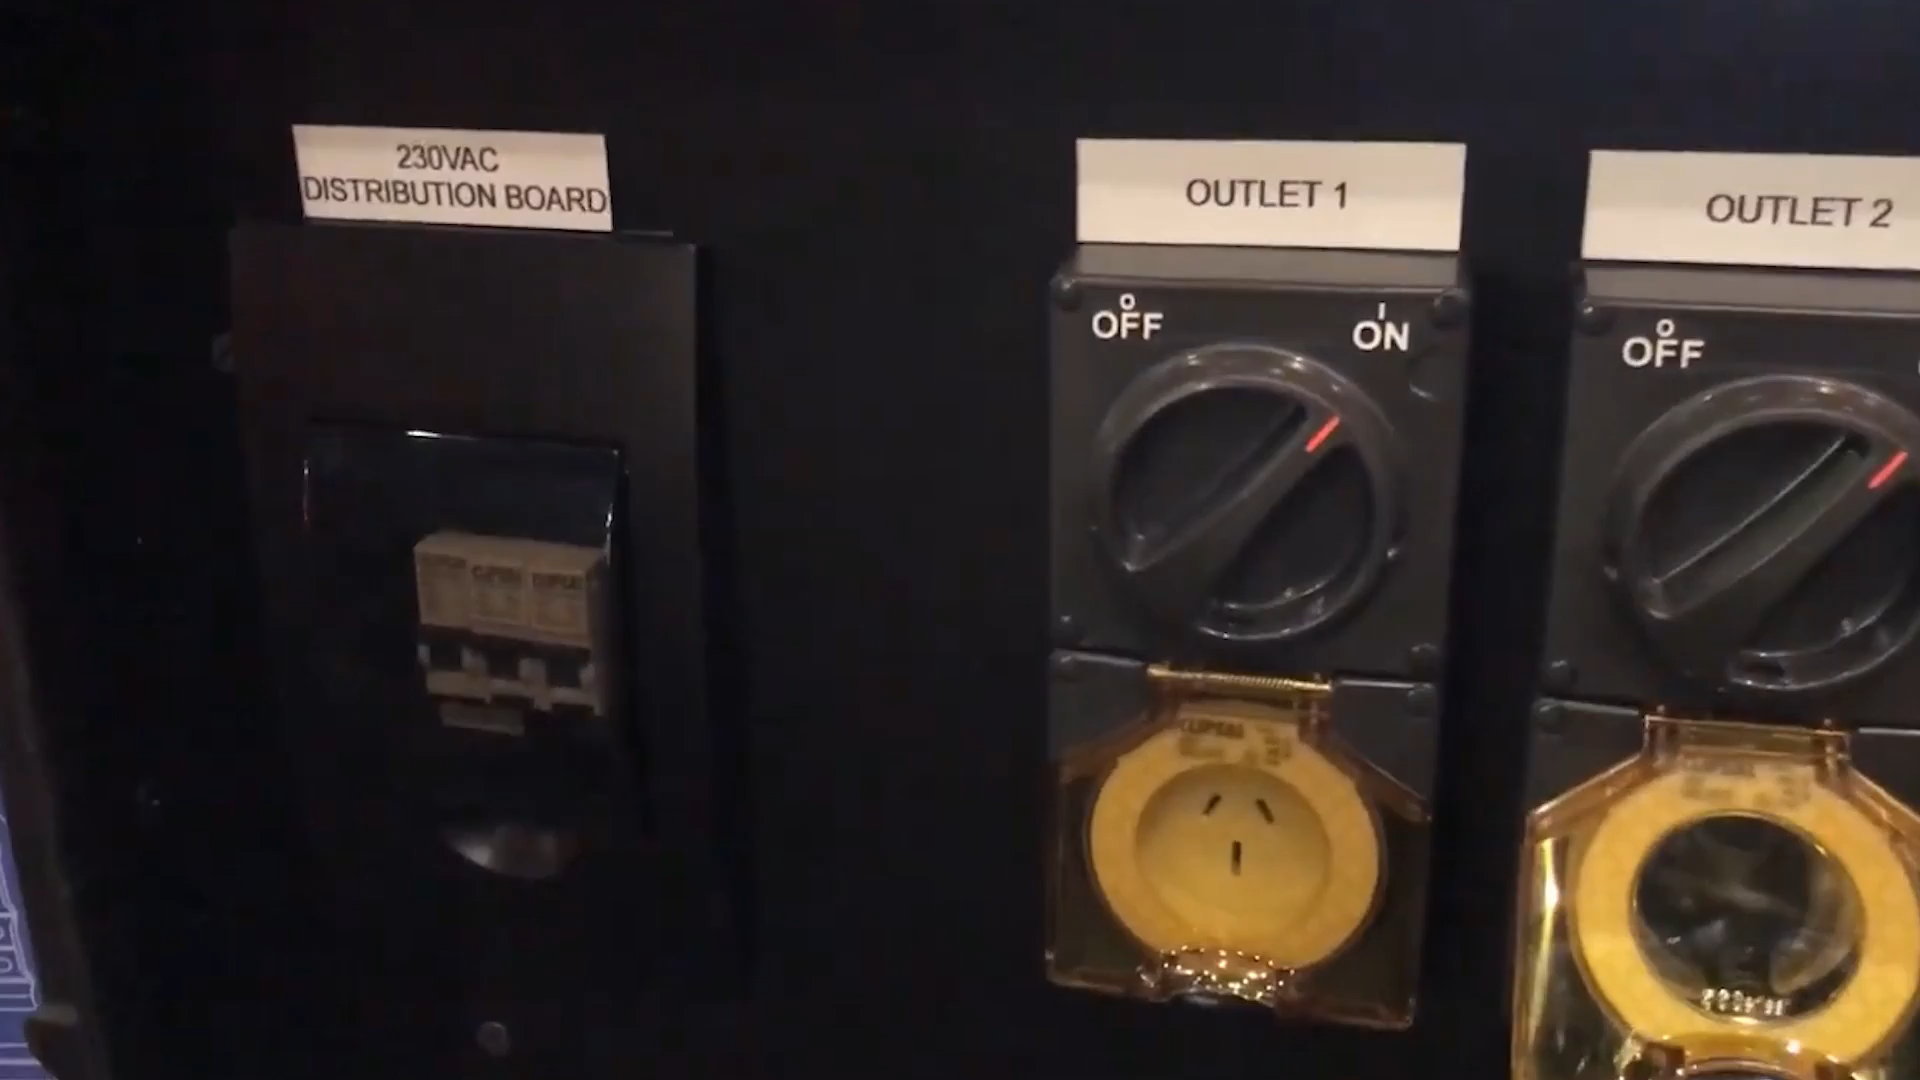 230VAC
DISTRIBUTION BOARD
OUTLET 1
O
OFF
I
ON
OUTLET 2
O
OFF